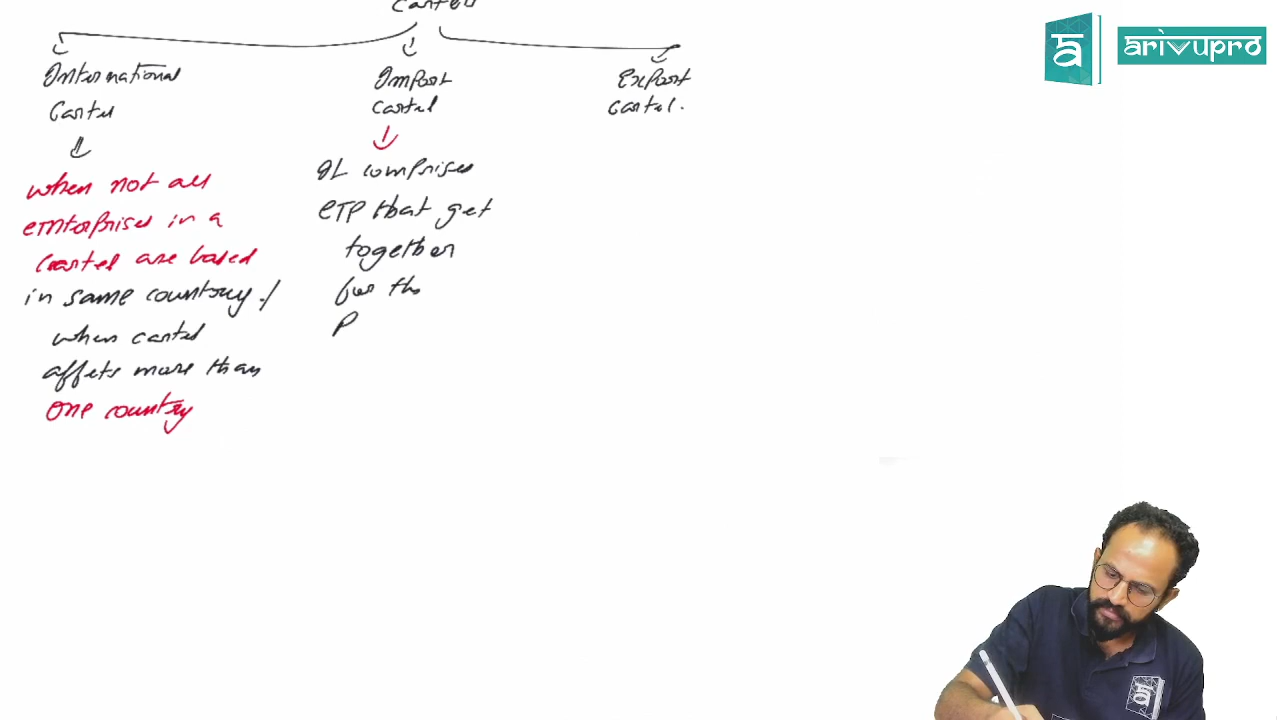 Cartel
International
Cartel
Import
Cartel
Export
Cartel.
when not all
enterprises in a
Cartel are based
in same country. /
when cartel
affets more than
one country
It comprises
ETP that get
together
for the
P
arivupro